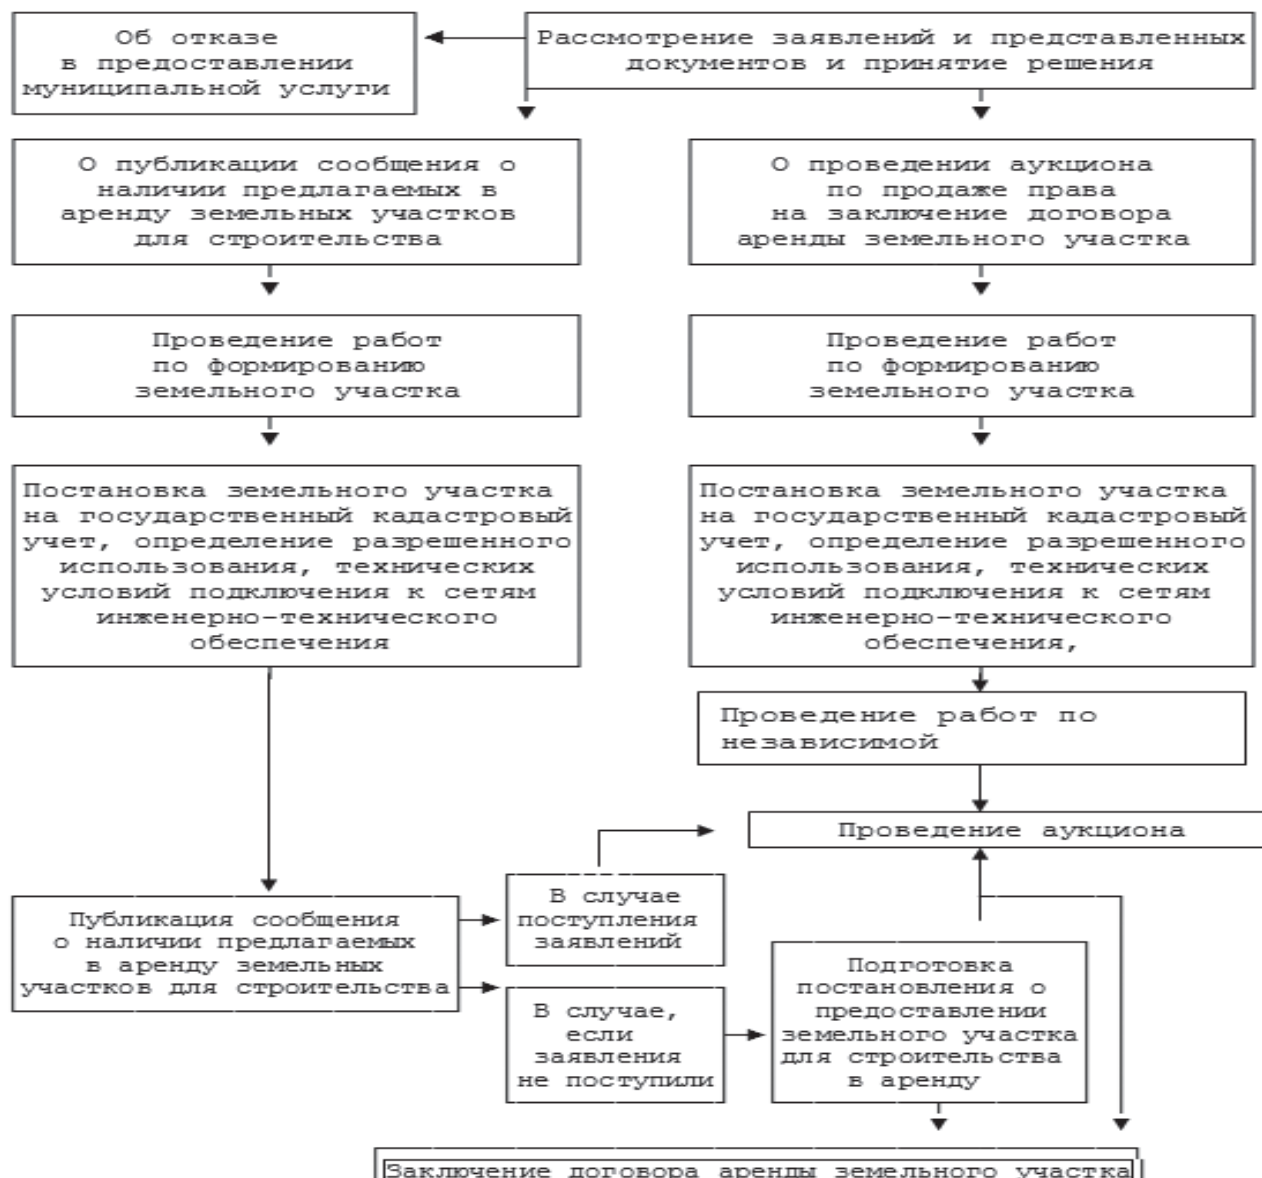 Об отказе
в предоставлении
муниципальной услуги
Рассмотрение заявлений и представленных
документов и принятие решения
О публикации сообщения о
наличии предлагаемых в
аренду земельных участков
для строительства
О проведении аукциона
по продаже права
на заключение договора
аренды земельного участка
Проведение работ
по формированию
земельного участка
Проведение работ
по формированию
земельного участка
Постановка земельного участка
на государственный кадастровый
учет, определение разрешенного
использования, технических
условий подключения к сетям
инженерно-технического
обеспечения
Постановка земельного участка
на государственный кадастровый
учет, определение разрешенного
использования, технических
условий подключения к сетям
инженерно-технического
обеспечения,
Проведение работ по
независимой
Проведение аукциона
В случае
поступления
заявлений
Публикация сообщения
о наличии предлагаемых
в аренду земельных
участков для строительства
В случае,
если
заявления
не поступили
Подготовка
постановления о
предоставлении
земельного участка
для строительства
в аренду
Заключение договора аренды земельного участка